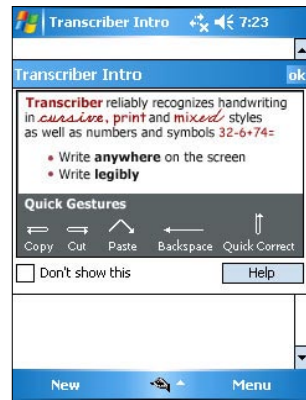 Transcriber Intro 7:23
Transcriber Intro ok
Transcriber reliably recognizes handwriting
in cursive, print and mixed styles
as well as numbers and symbols 32-6+74=
• Write anywhere on the screen
• Write legibly
Quick Gestures
Copy Cut Paste Backspace Quick Correct
Don't show this Help
New Menu